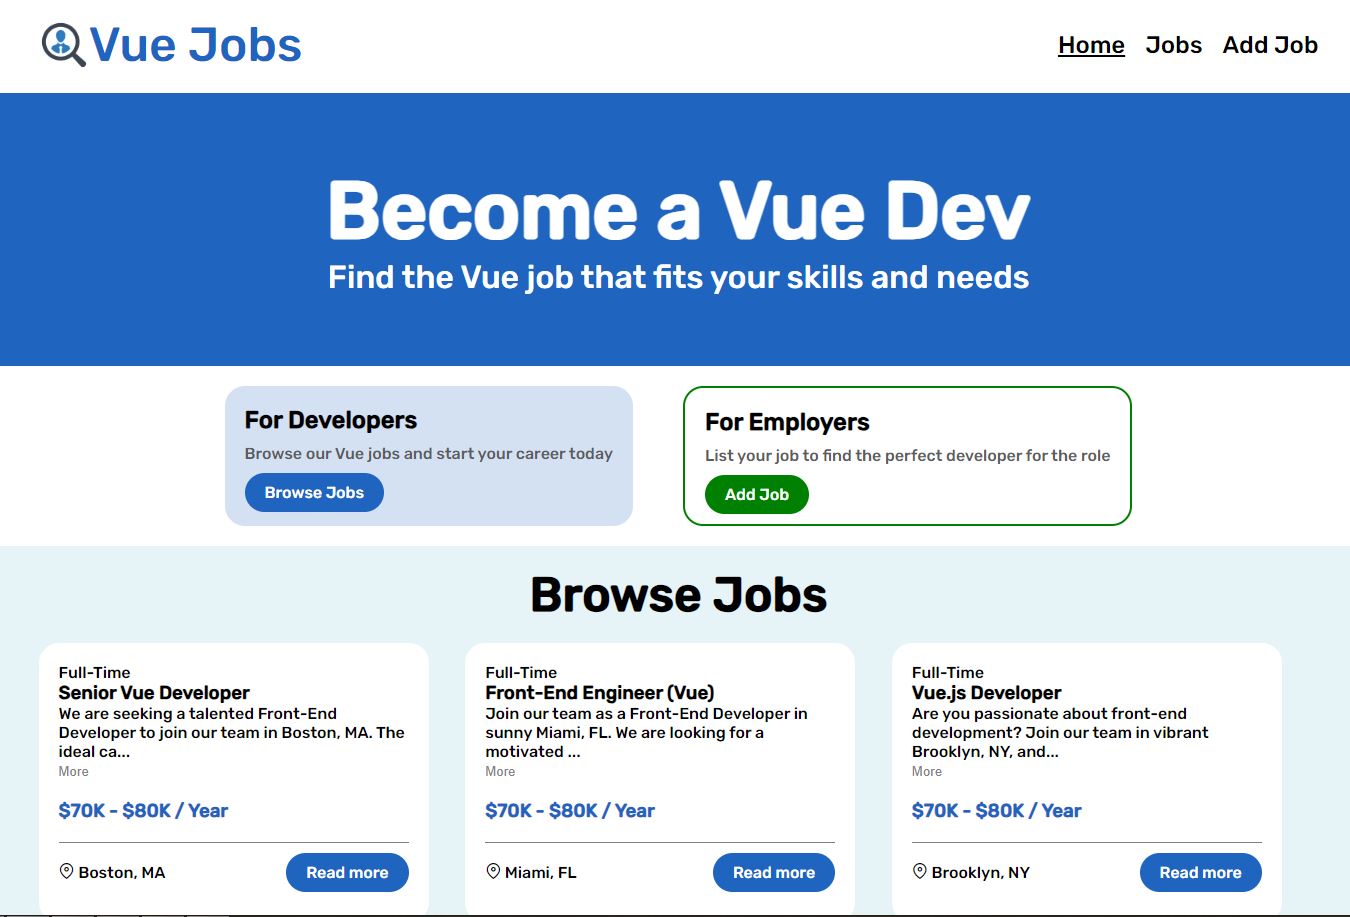 Vue Jobs
Home Jobs Add Job
Become a Vue Dev
Find the Vue job that fits your skills and needs
For Developers
Browse our Vue jobs and start your career today
Browse Jobs
For Employers
List your job to find the perfect developer for the role
Add Job
Browse Jobs
Full-Time
Senior Vue Developer
We are seeking a talented Front-End
Developer to join our team in Boston, MA. The
ideal ca...
More
$70K - $80K / Year
Boston, MA
Read more
Full-Time
Front-End Engineer (Vue)
Join our team as a Front-End Developer in
sunny Miami, FL. We are looking for a
motivated ...
More
$70K - $80K / Year
Miami, FL
Read more
Full-Time
Vue.js Developer
Are you passionate about front-end
development? Join our team in vibrant
Brooklyn, NY, and...
More
$70K - $80K / Year
Brooklyn, NY
Read more